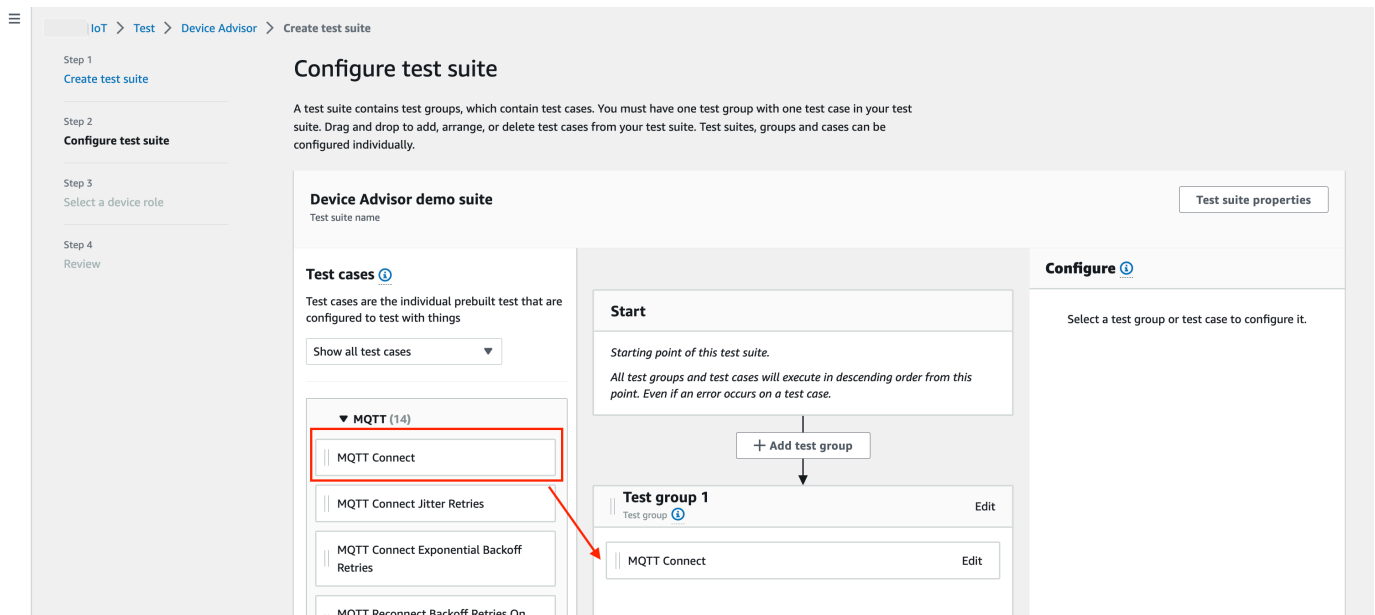 IoT > Test > Device Advisor > Create test suite
Step 1
Create test suite
Step 2
Configure test suite
Step 3
Select a device role
Step 4
Review
Configure test suite
A test suite contains test groups, which contain test cases. You must have one test group with one test case in your test
suite. Drag and drop to add, arrange, or delete test cases from your test suite. Test suites, groups and cases can be
configured individually.
Device Advisor demo suite
Test suite name
Test suite properties
Test cases
Test cases are the individual prebuilt test that are
configured to test with things
Show all test cases
MQTT (14)
MQTT Connect
MQTT Connect Jitter Retries
MQTT Connect Exponential Backoff
Retries
MQTT Reconnect Backoff Retries On
Start
Starting point of this test suite.
All test groups and test cases will execute in descending order from this
point. Even if an error occurs on a test case.
+ Add test group
Test group 1
Test group
Edit
MQTT Connect
Edit
Configure
Select a test group or test case to configure it.